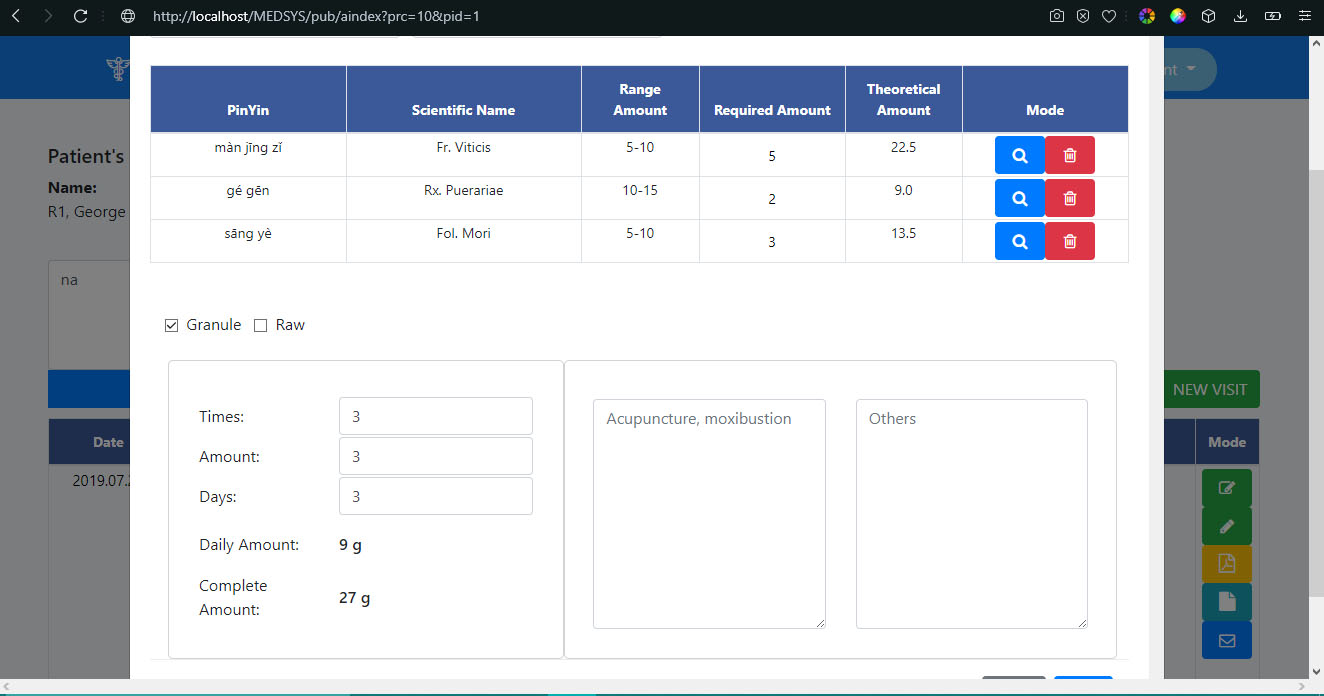 http://localhost/MEDSYS/pub/aindex?prc=10&pid=1
nt
Patient's
Name:
R1, George
na
NEW VISIT
Date
Mode
2019.07.
PinYin Scientific Name Range Amount Required Amount Theoretical Amount Mode
màn jīng zǐ Fr. Viticis 5-10 5 22.5
gé gēn Rx. Puerariae 10-15 2 9.0
sāng yè Fol. Mori 5-10 3 13.5
Granule Raw
Times: 3
Amount: 3
Days: 3
Daily Amount: 9 g
Complete Amount: 27 g
Acupuncture, moxibustion
Others